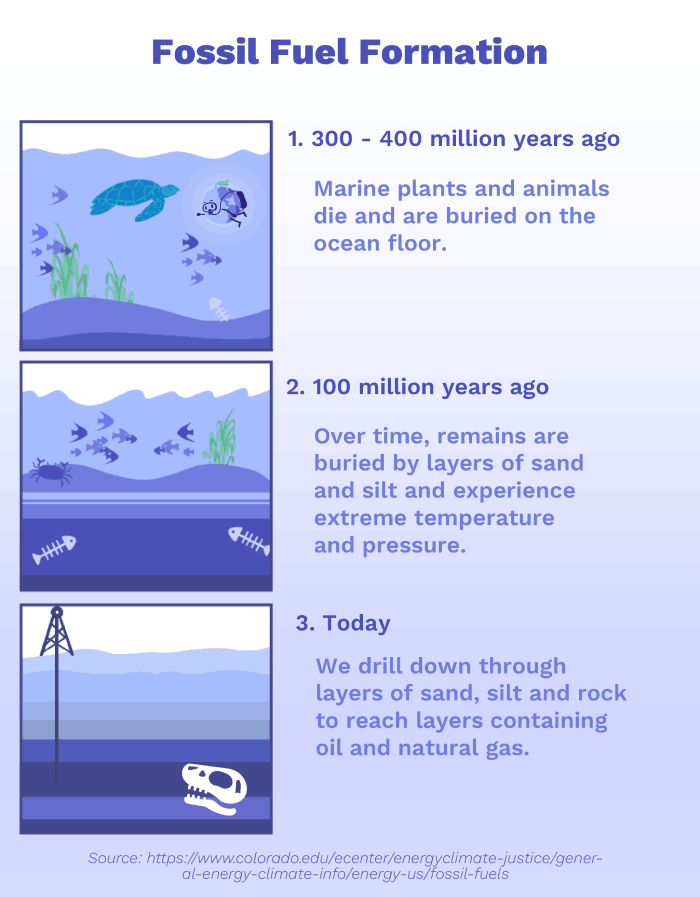 Fossil Fuel Formation
1. 300 - 400 million years ago
Marine plants and animals
die and are buried on the
ocean floor.
2. 100 million years ago
Over time, remains are
buried by layers of sand
and silt and experience
extreme temperature
and pressure.
3. Today
We drill down through
layers of sand, silt and rock
to reach layers containing
oil and natural gas.
Source: https://www.colorado.edu/ecenter/energyclimate-justice/gener-
al-energy-climate-info/energy-us/fossil-fuels